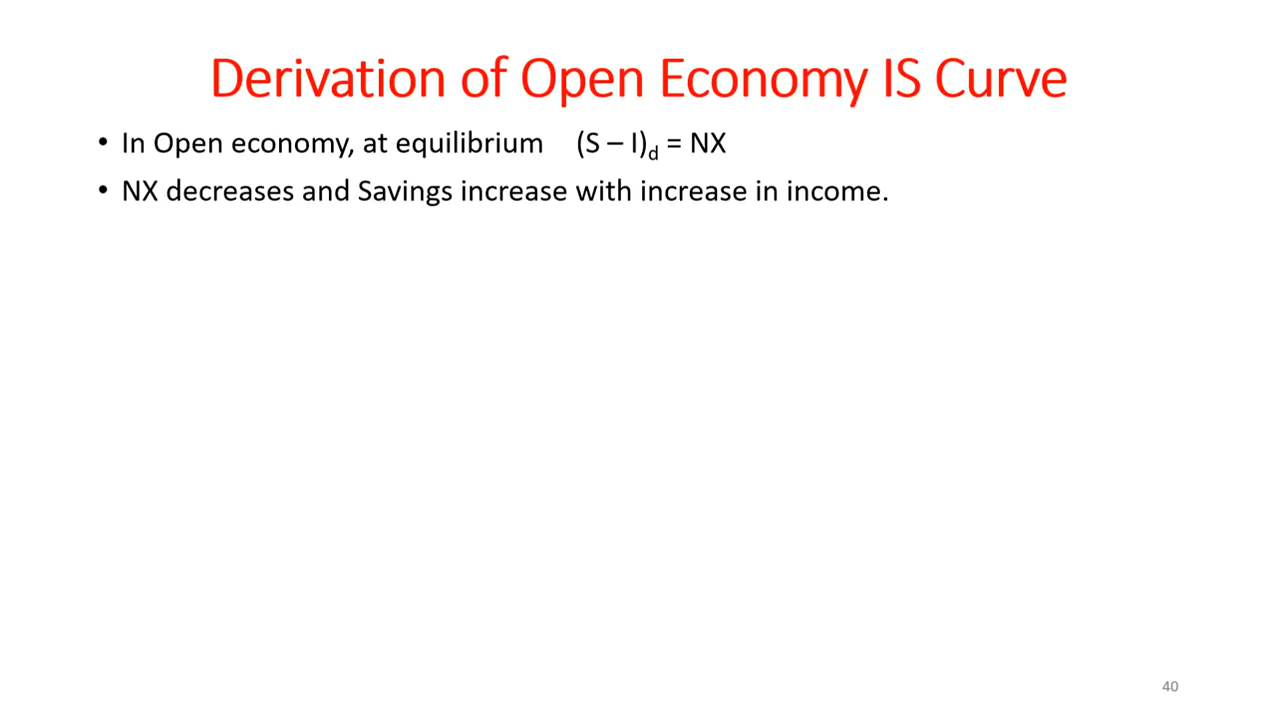 Derivation of Open Economy IS Curve
• In Open economy, at equilibrium (S – I)d = NX
• NX decreases and Savings increase with increase in income.
40